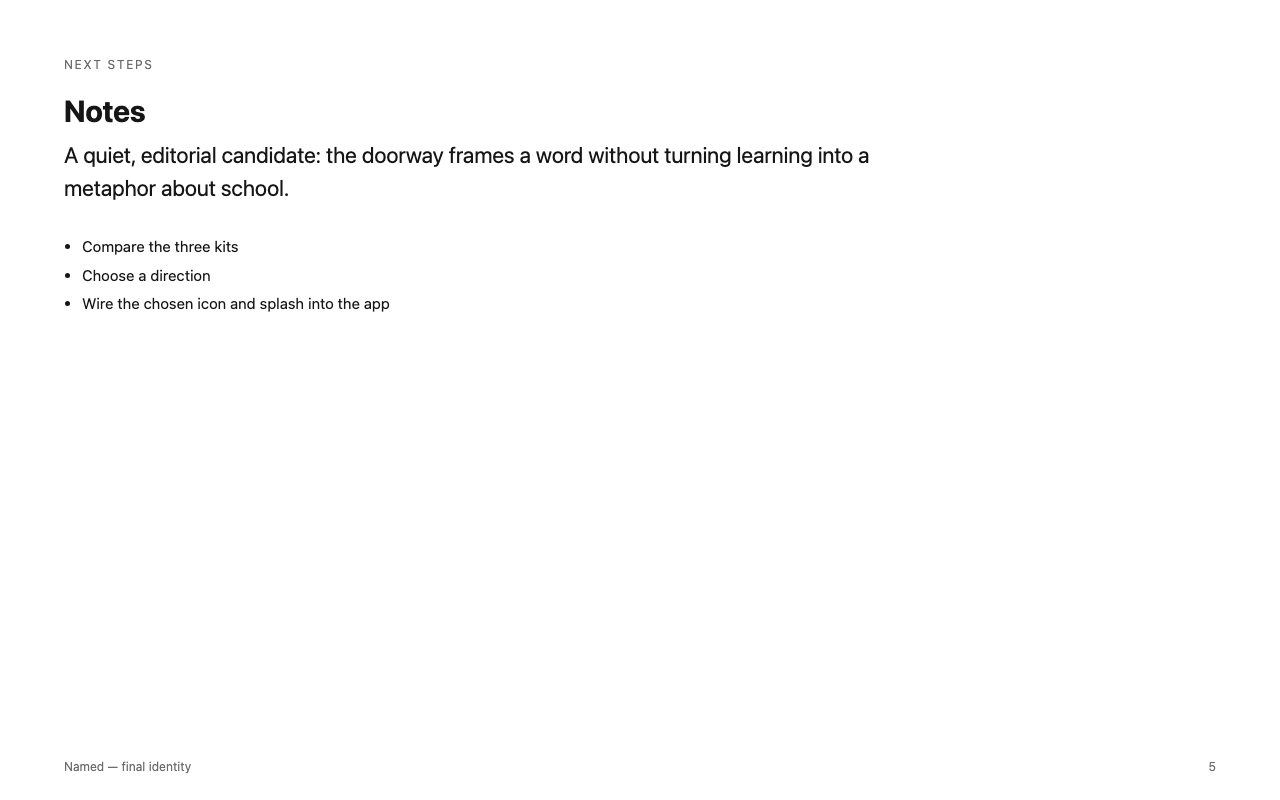 NEXT STEPS
Notes
A quiet, editorial candidate: the doorway frames a word without turning learning into a
metaphor about school.
• Compare the three kits
• Choose a direction
• Wire the chosen icon and splash into the app
Named — final identity
5